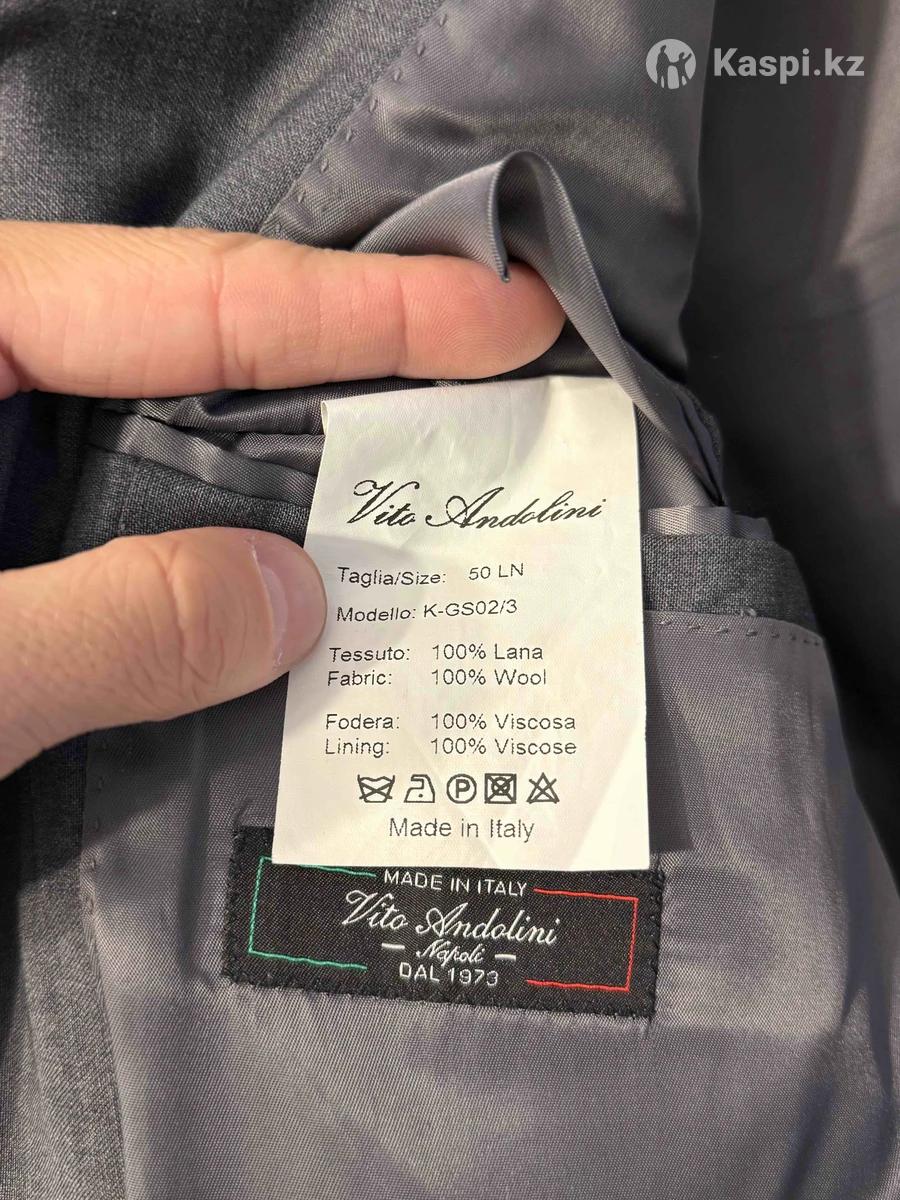 Kaspi.kz
Vito Andolini
Taglia/Size: 50 LN
Modello: K-GS02/3
Tessuto: 100% Lana
Fabric: 100% Wool
Fodera: 100% Viscosa
Lining: 100% Viscose
P
Made in Italy
MADE IN ITALY
Vito Andolini
- Napoli -
DAL 1973